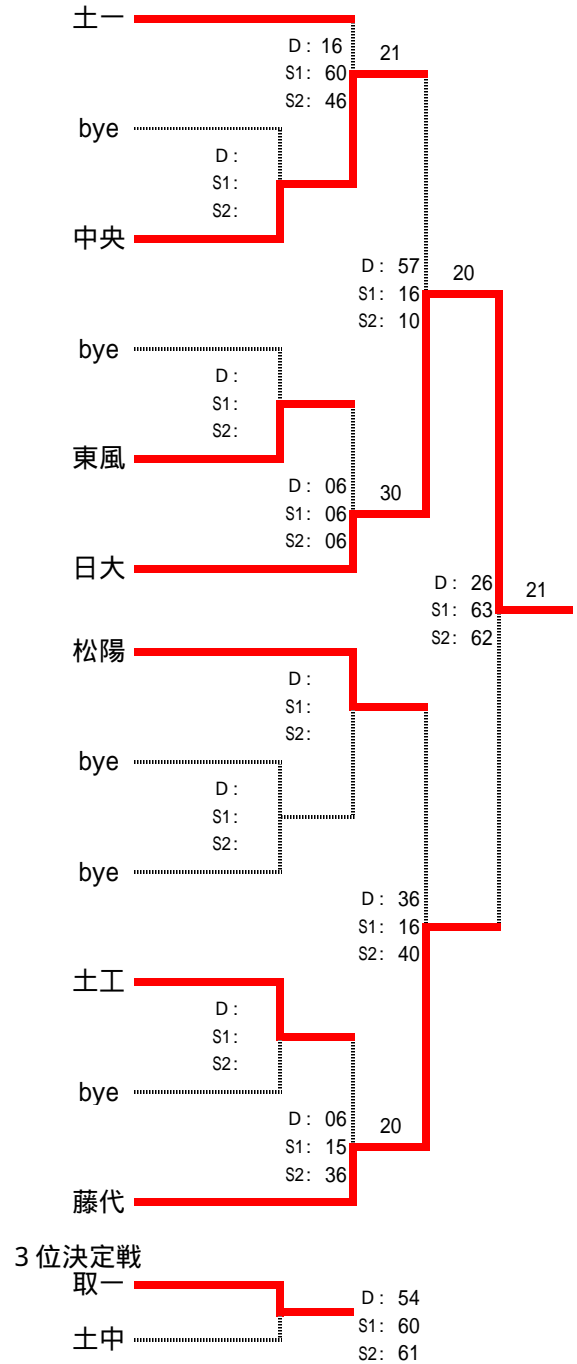 土一
D: 16
21
S1: 60
S2: 46
bye
D:
S1:
S2:
中央
D: 57
20
S1: 16
S2: 10
bye
D:
S1:
S2:
東風
D: 06
30
S1: 06
S2: 06
日大
D: 26
21
S1: 63
S2: 62
松陽
D:
S1:
S2:
bye
D:
S1:
S2:
bye
D: 36
S1: 16
S2: 40
土工
D:
S1:
S2:
bye
D: 06
20
S1: 15
S2: 36
藤代
3位決定戦
取一
D: 54
S1: 60
S2: 61
土中